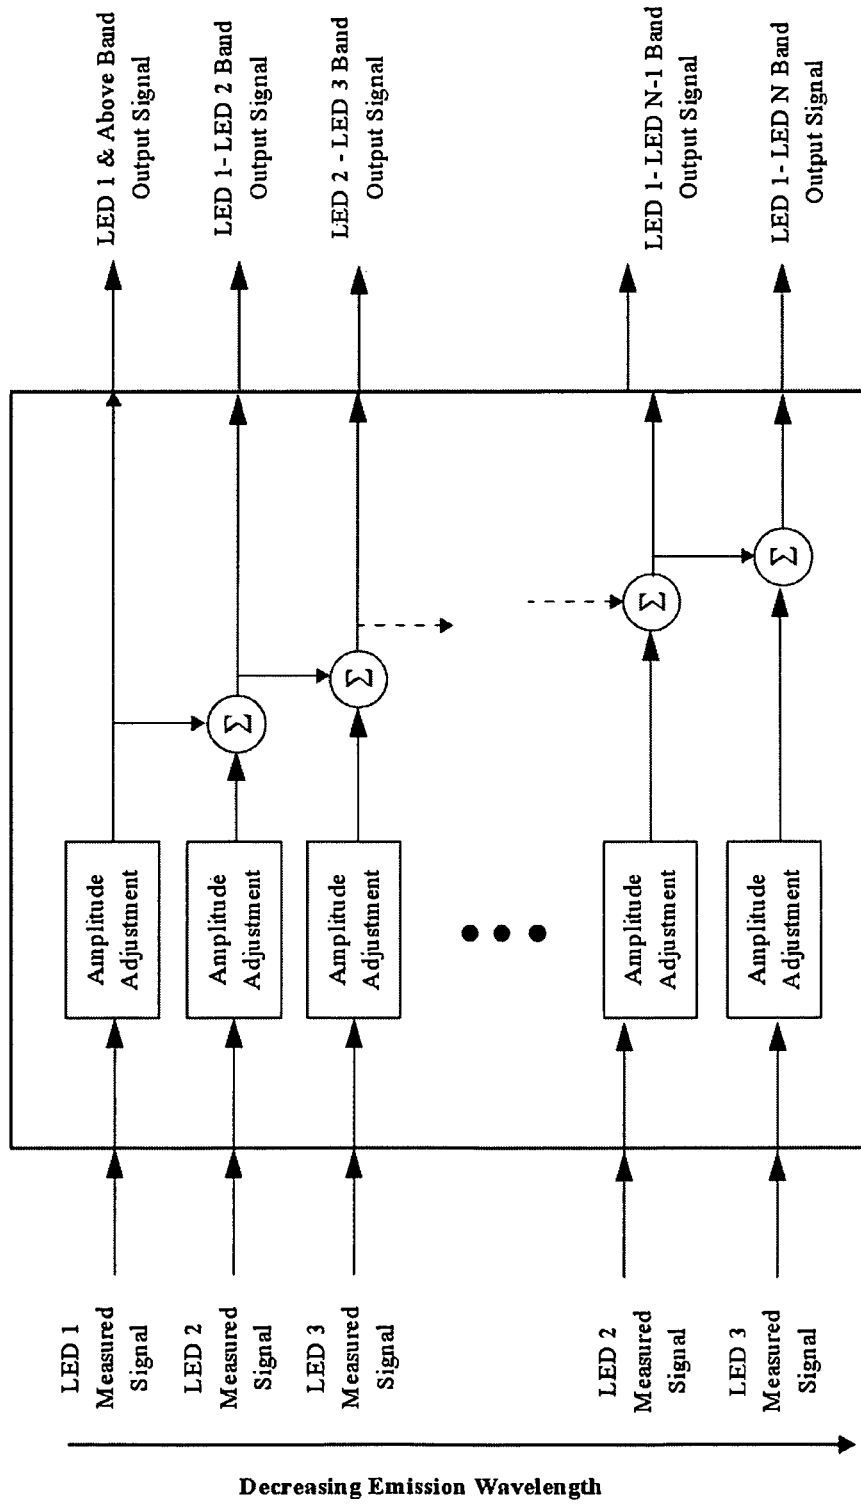 LED 1 & Above Band
Output Signal
LED 1- LED 2 Band
Output Signal
LED 2 - LED 3 Band
Output Signal
LED 1- LED N-1 Band
Output Signal
LED 1- LED N Band
Output Signal
Σ
Σ
Σ
Σ
Amplitude
Adjustment
Amplitude
Adjustment
Amplitude
Adjustment
Amplitude
Adjustment
Amplitude
Adjustment
LED 1
Measured
Signal
LED 2
Measured
Signal
LED 3
Measured
Signal
LED 2
Measured
Signal
LED 3
Measured
Signal
Decreasing Emission Wavelength